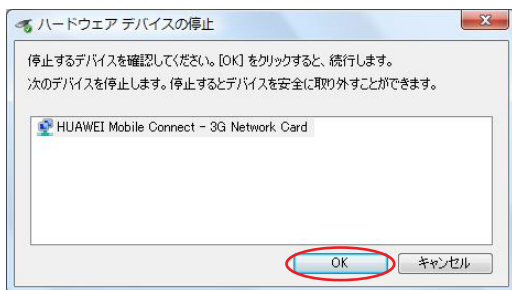 ハードウェア デバイスの停止
停止するデバイスを確認してください。[OK] をクリックすると、続行します。
次のデバイスを停止します。停止するとデバイスを安全に取り外すことができます。
HUAWEI Mobile Connect - 3G Network Card
OK
キャンセル